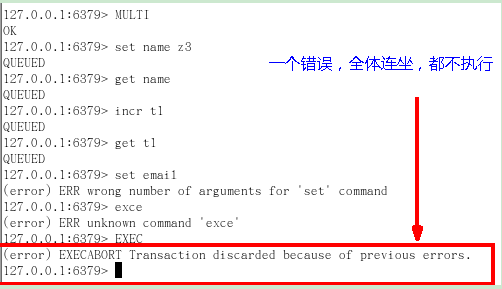 127.0.0.1:6379> MULTI
OK
127.0.0.1:6379> set name z3
QUEUED
127.0.0.1:6379> get name
QUEUED
127.0.0.1:6379> incr t1
QUEUED
127.0.0.1:6379> get t1
QUEUED
127.0.0.1:6379> set email
(error) ERR wrong number of arguments for 'set' command
127.0.0.1:6379> exce
(error) ERR unknown command 'exce'
127.0.0.1:6379> EXEC
(error) EXECABORT Transaction discarded because of previous errors.
127.0.0.1:6379>
一个错误，全体连坐，都不执行